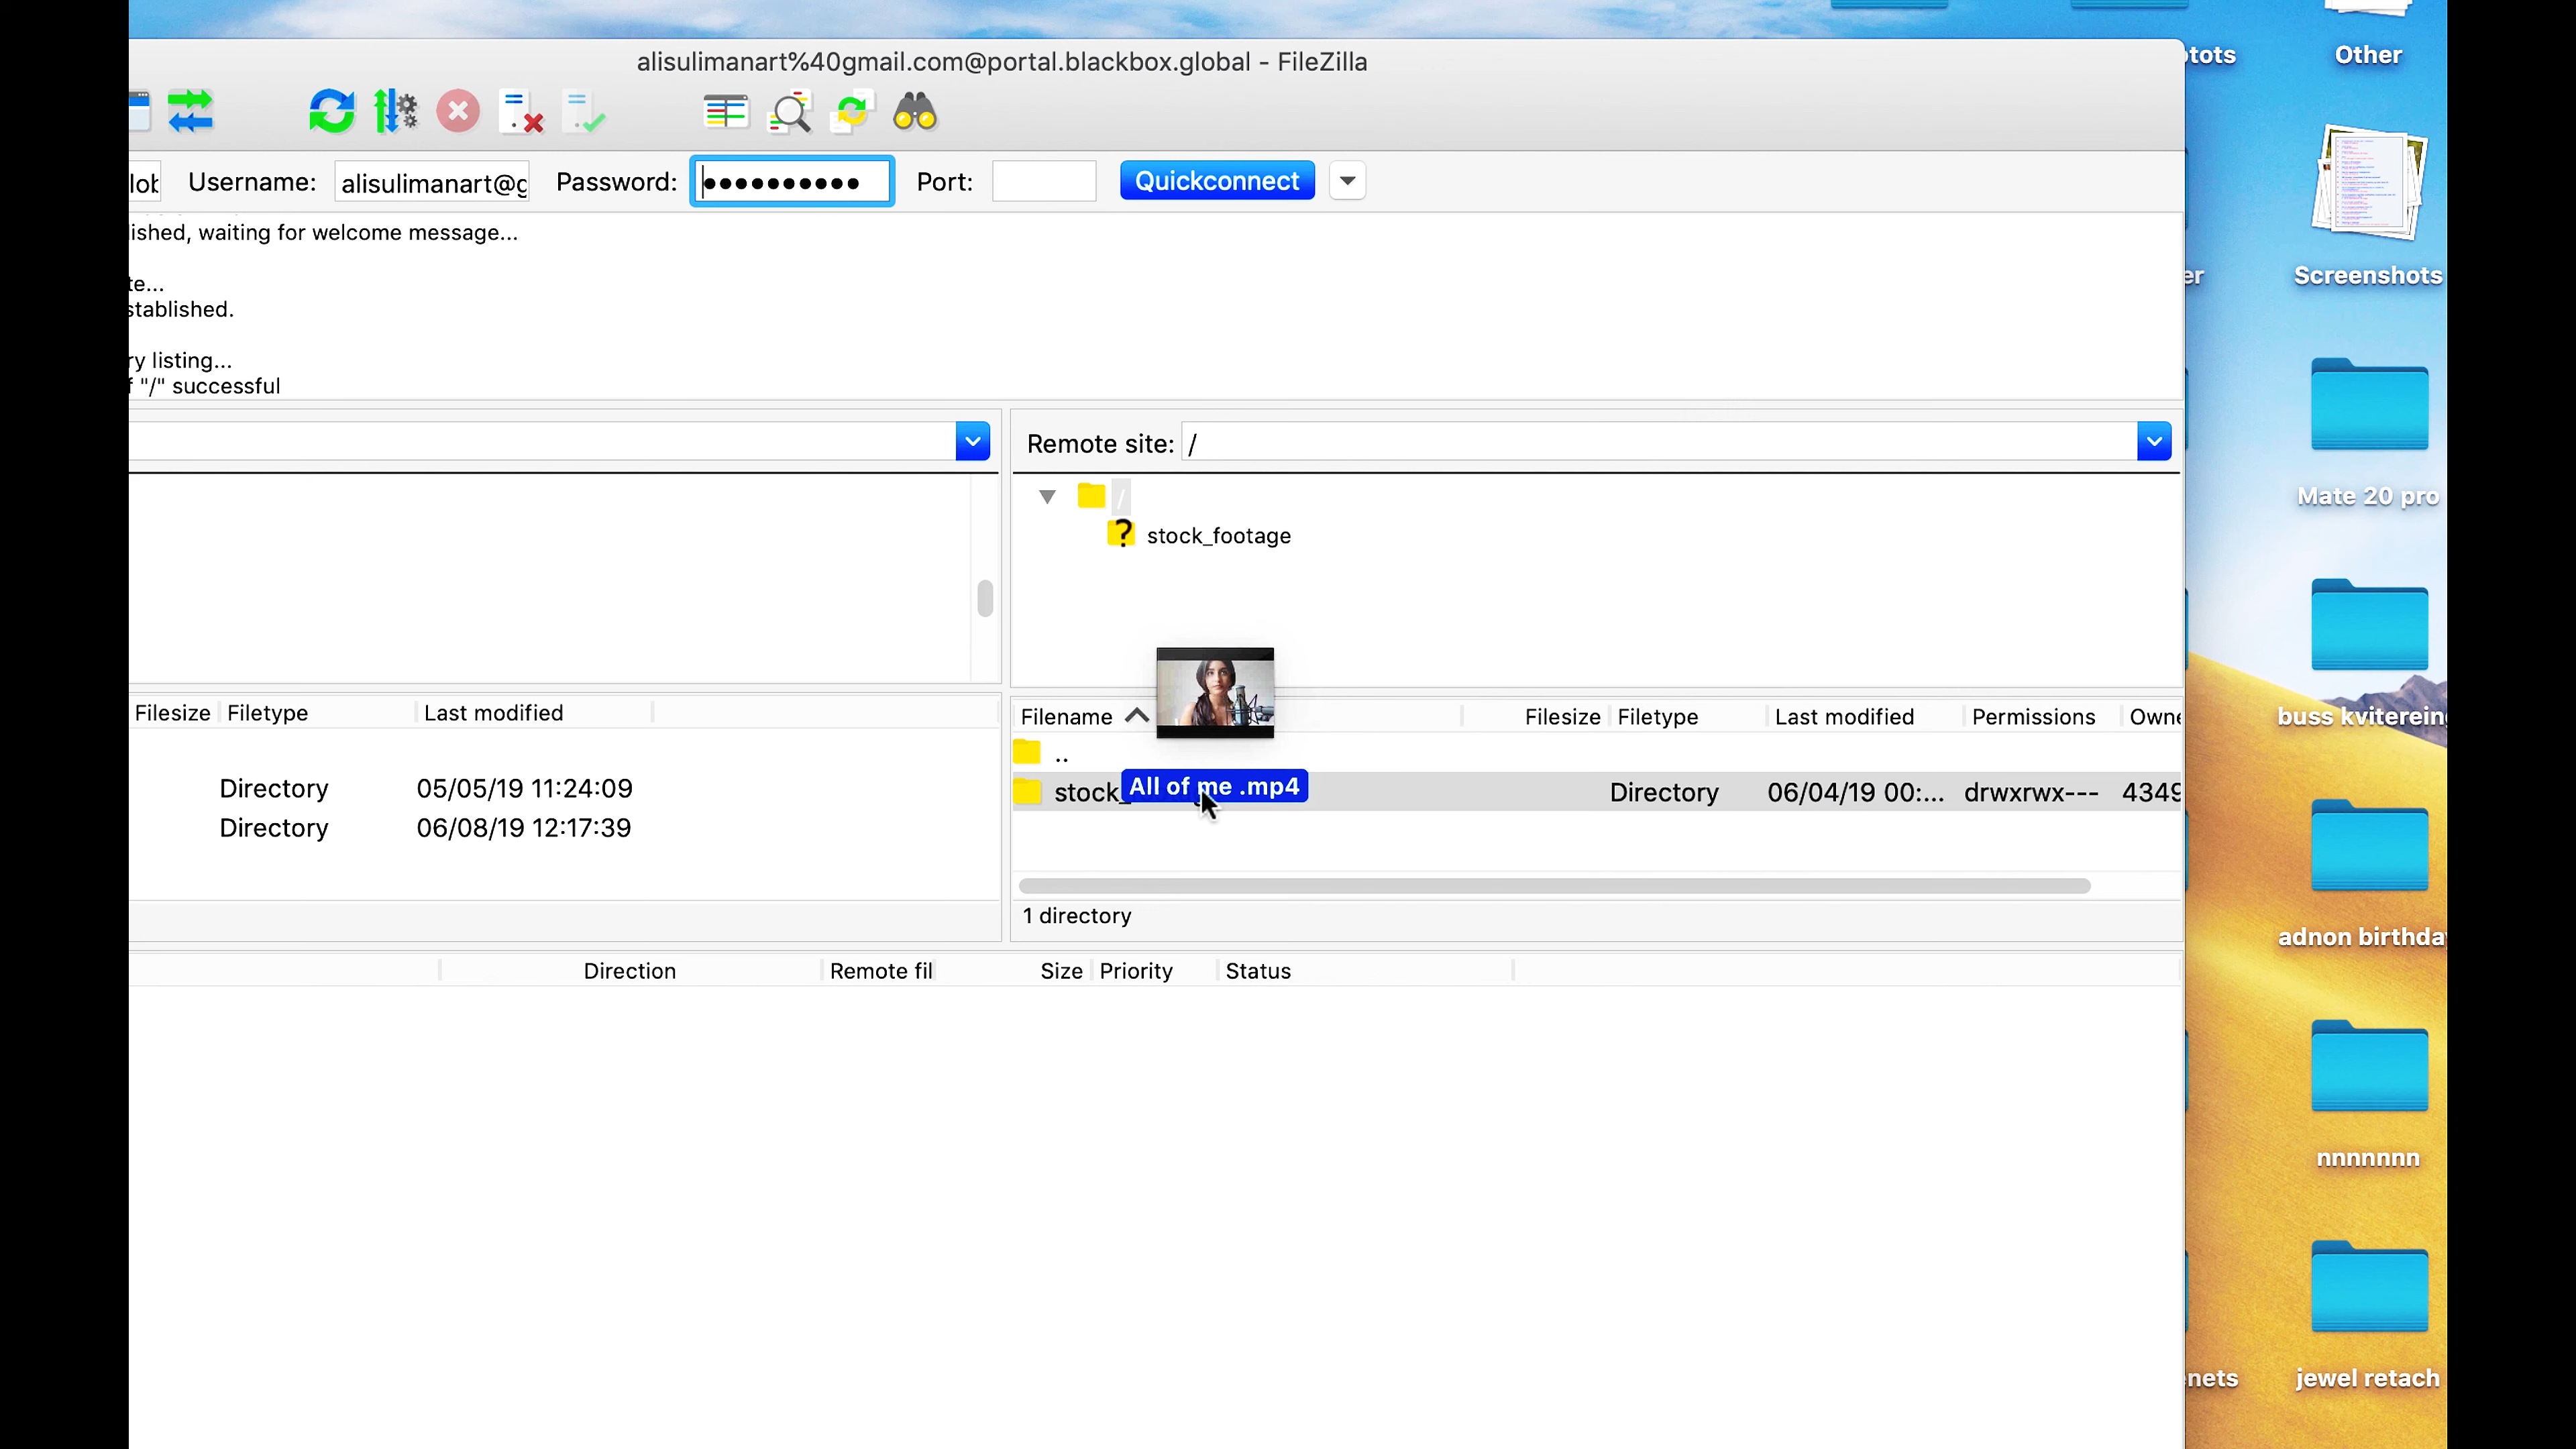 alisulimanart%40gmail.com@portal.blackbox.global - FileZilla
Username: alisulimanart@g Password: ●●●●●●●●●● Port: Quickconnect
ished, waiting for welcome message...
te...
stablished.
ry listing...
f "/" successful
Remote site: /
/
? stock_footage
Filesize Filetype Last modified
Directory 05/05/19 11:24:09
Directory 06/08/19 12:17:39
Filename Filesize Filetype Last modified Permissions Owne
..
stock_ Directory 06/04/19 00:... drwxrwx--- 4349
All of me .mp4
1 directory
Direction Remote fil Size Priority Status
tots
Other
er
Screenshots
Mate 20 pro
buss kviterein
adnon birthda
nnnnnnn
nets
jewel retach